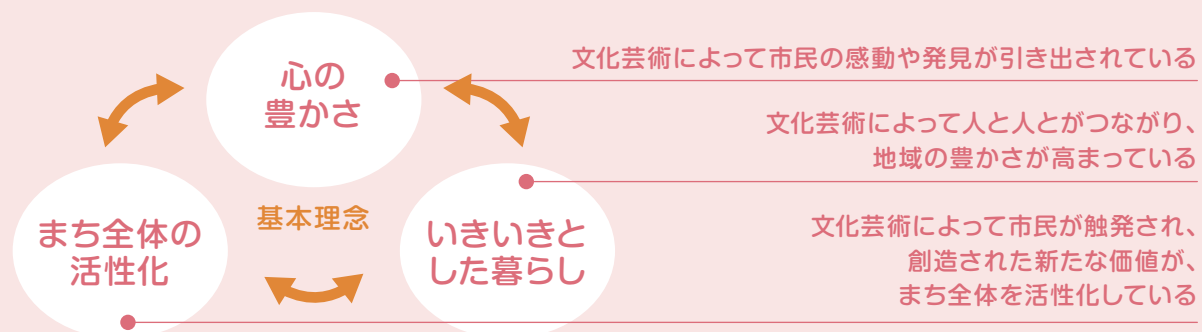 心の
豊かさ
文化芸術によって市民の感動や発見が引き出されている
文化芸術によって人と人とがつながり、
地域の豊かさが高まっている
基本理念
まち全体の
活性化
いきいきと
した暮らし
文化芸術によって市民が触発され、
創造された新たな価値が、
まち全体を活性化している